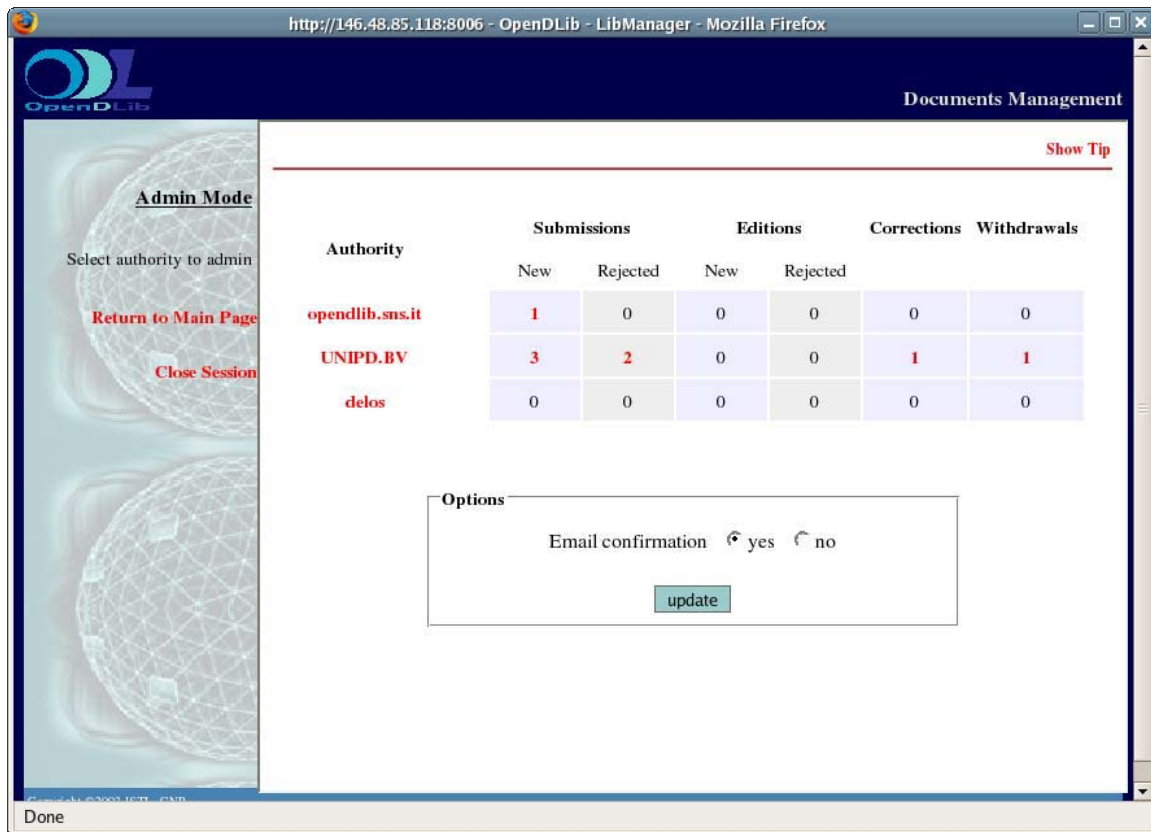 http://146.48.85.118:8006 - OpenDLib - LibManager - Mozilla Firefox
OpenDLib
Documents Management
Show Tip
Admin Mode
Select authority to admin
Return to Main Page
Close Session
Authority Submissions Editions Corrections Withdrawals
New Rejected New Rejected
opendlib.sns.it 1 0 0 0 0 0
UNIPD.BV 3 2 0 0 1 1
delos 0 0 0 0 0 0
Options
Email confirmation yes no
update
Done